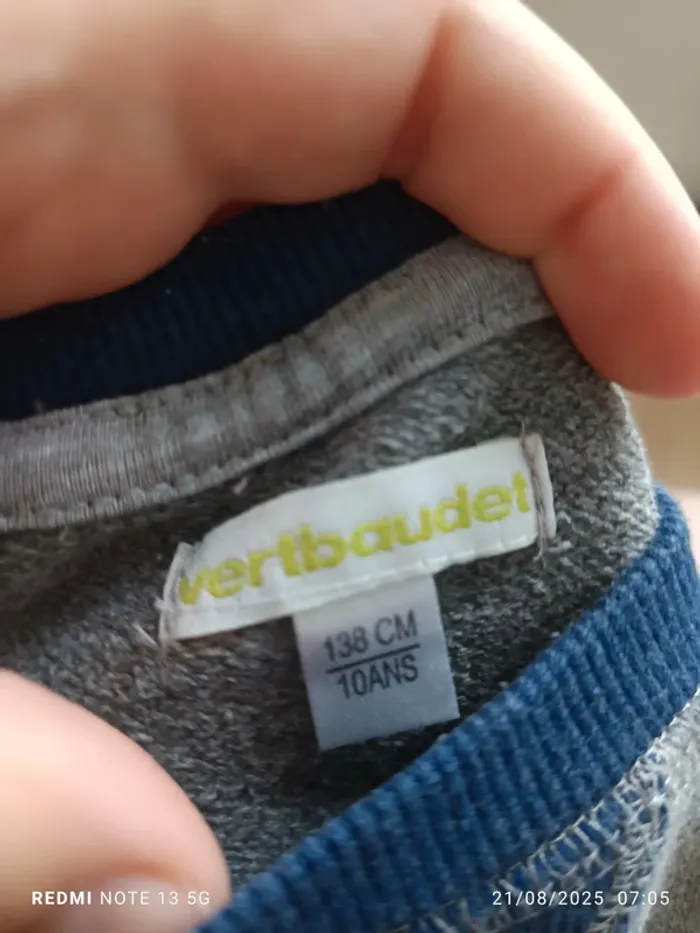 vertbaudet
138 CM
10ANS
REDMI NOTE 13 5G
21/08/2025 07:05